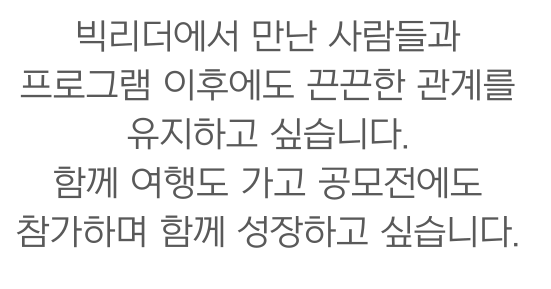 빅리더에서 만난 사람들과
프로그램 이후에도 끈끈한 관계를
유지하고 싶습니다.
함께 여행도 가고 공모전에도
참가하며 함께 성장하고 싶습니다.